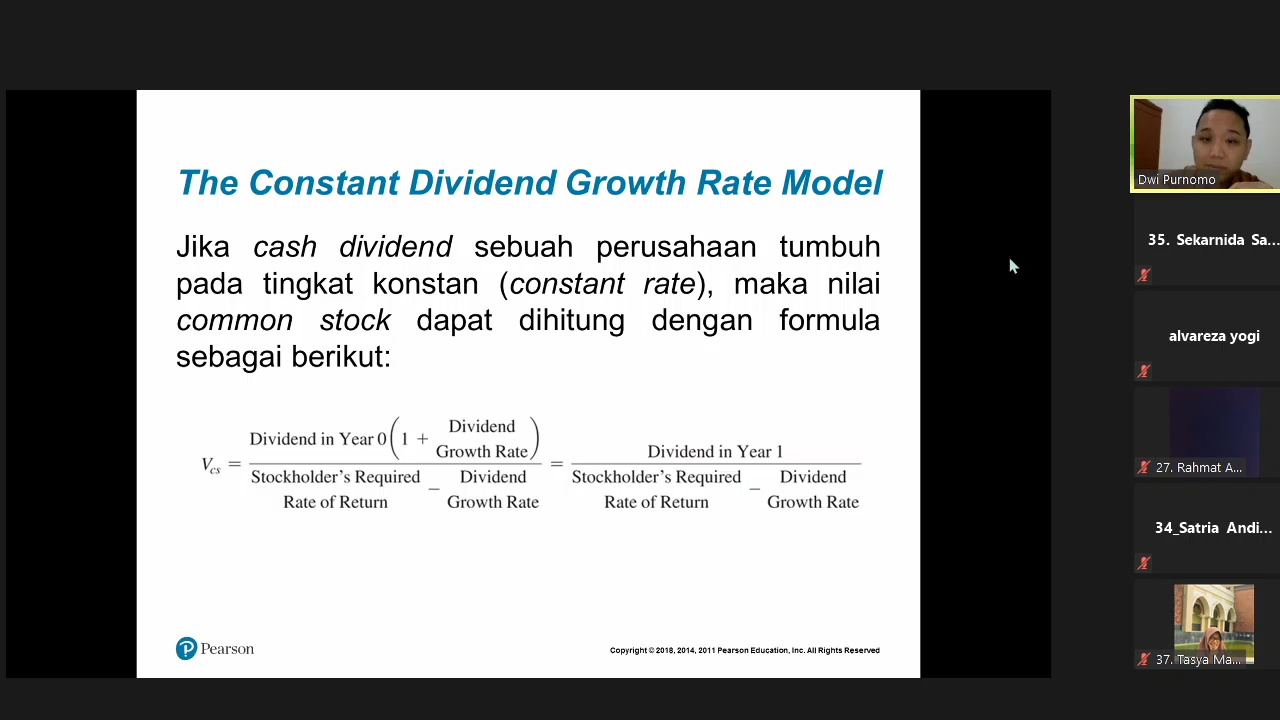 The Constant Dividend Growth Rate Model
Jika cash dividend sebuah perusahaan tumbuh
pada tingkat konstan (constant rate), maka nilai
common stock dapat dihitung dengan formula
sebagai berikut:
Vcs = Dividend in Year 0 (1 + Dividend Growth Rate) / Stockholder's Required Rate of Return − Dividend Growth Rate = Dividend in Year 1 / Stockholder's Required Rate of Return − Dividend Growth Rate
Pearson
Copyright © 2018, 2014, 2011 Pearson Education, Inc. All Rights Reserved
Dwi Purnomo
35. Sekarnida Sa...
alvareza yogi
27. Rahmat A...
34_Satria Andi...
37. Tasya Ma...